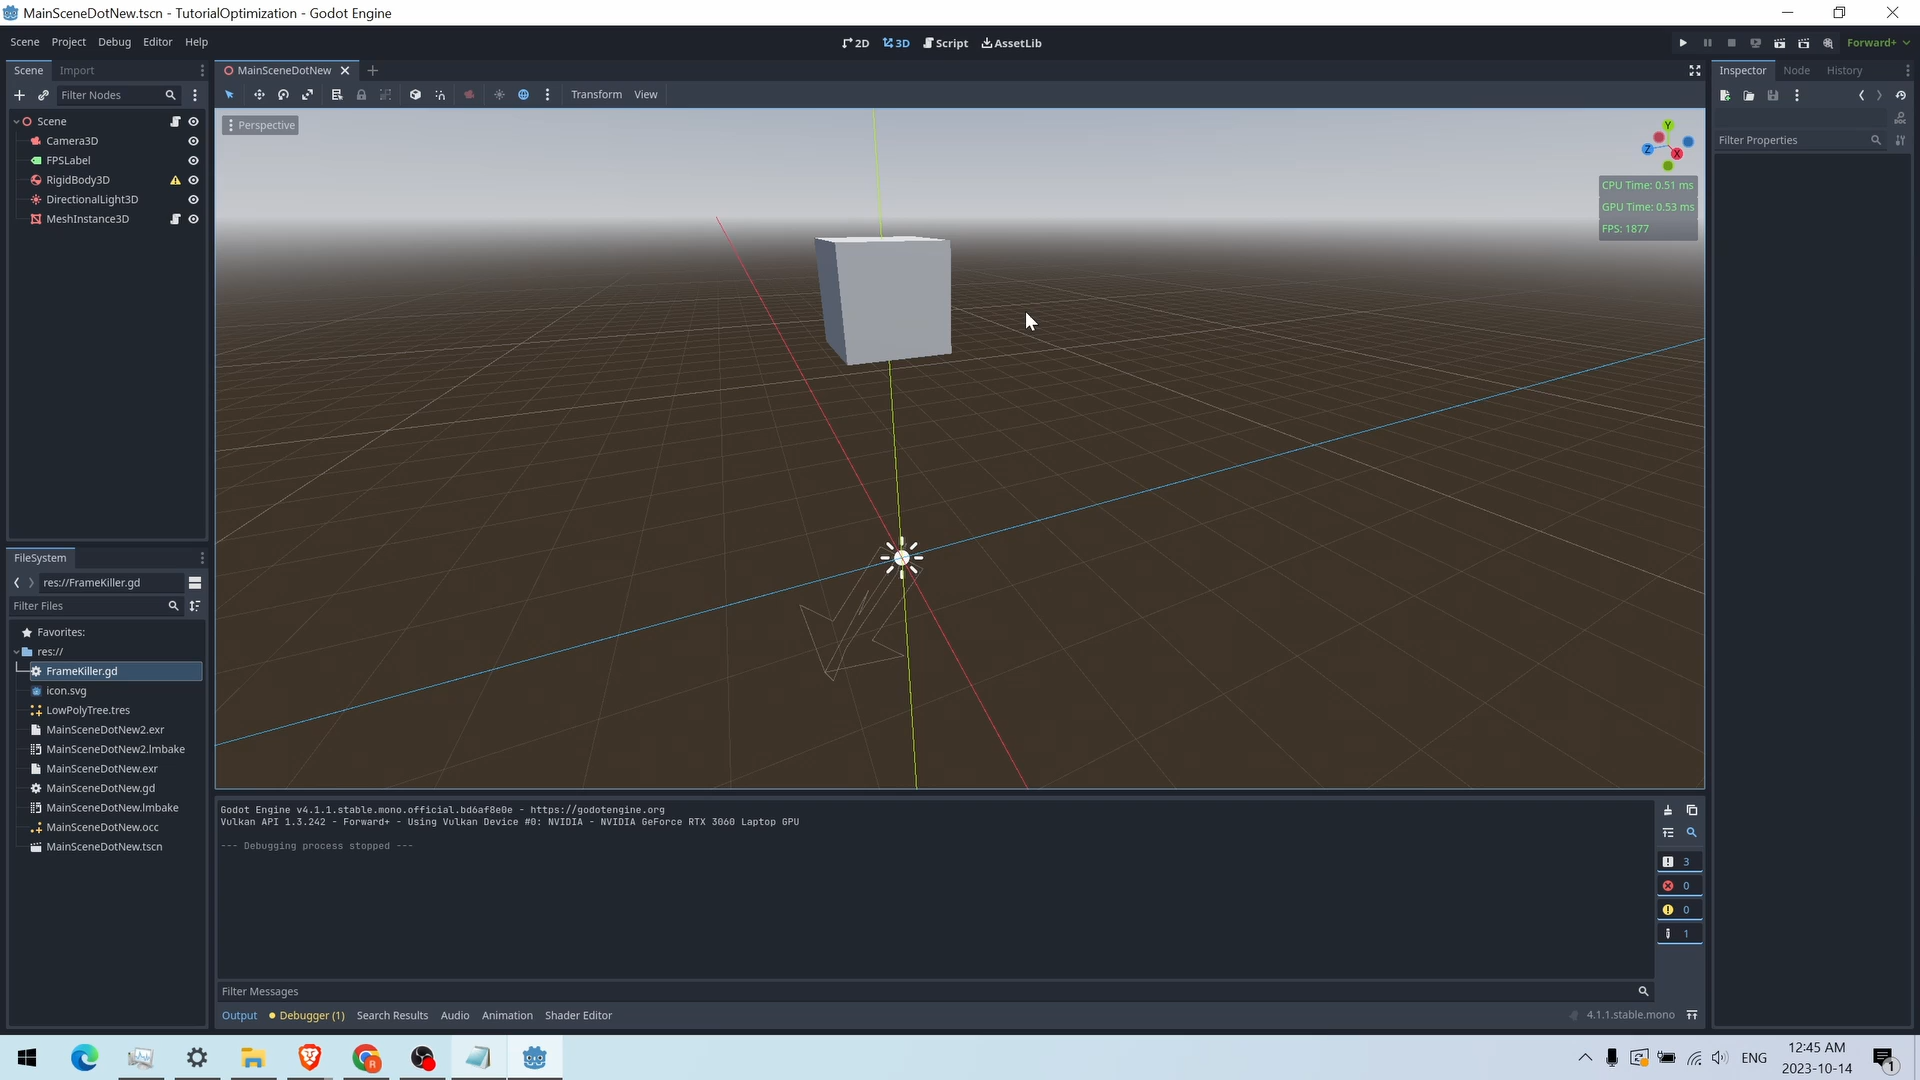 MainSceneDotNew.tscn - TutorialOptimization - Godot Engine
Scene Project Debug Editor Help
2D 3D Script AssetLib
Forward+
Scene Import
MainSceneDotNew
Inspector Node History
Filter Nodes
Transform View
Scene
Perspective
Y
Z
X
Filter Properties
Camera3D
FPSLabel
RigidBody3D
DirectionalLight3D
MeshInstance3D
CPU Time: 0.51 ms
GPU Time: 0.53 ms
FPS: 1877
FileSystem
res://FrameKiller.gd
Filter Files
Favorites:
res://
FrameKiller.gd
icon.svg
LowPolyTree.tres
MainSceneDotNew2.exr
MainSceneDotNew2.lmbake
MainSceneDotNew.exr
MainSceneDotNew.gd
MainSceneDotNew.lmbake
MainSceneDotNew.occ
MainSceneDotNew.tscn
Godot Engine v4.1.1.stable.mono.official.bd6af8e0e - https://godotengine.org
Vulkan API 1.3.242 - Forward+ - Using Vulkan Device #0: NVIDIA - NVIDIA GeForce RTX 3060 Laptop GPU
--- Debugging process stopped ---
3
0
0
1
Filter Messages
Output Debugger (1) Search Results Audio Animation Shader Editor
4.1.1.stable.mono
ENG
12:45 AM
2023-10-14
1